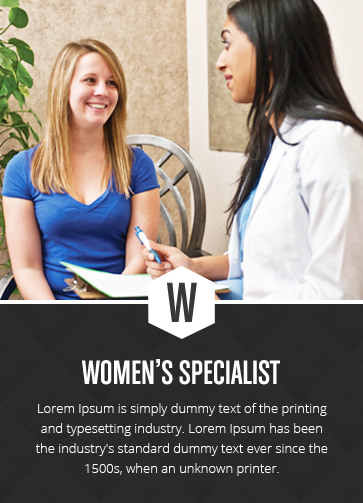 W
WOMEN'S SPECIALIST
Lorem Ipsum is simply dummy text of the printing
and typesetting industry. Lorem Ipsum has been
the industry's standard dummy text ever since the
1500s, when an unknown printer.